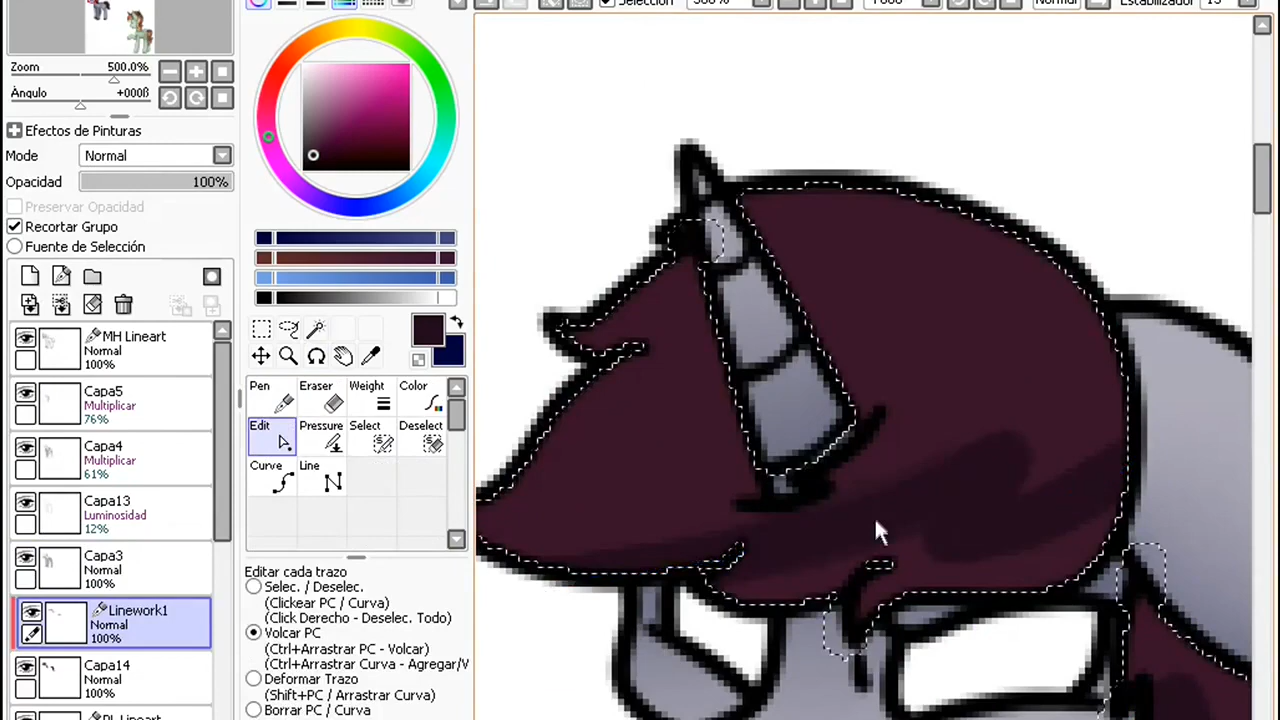 Selección
Normal
Estabilizador
Zoom 500.0%
Ángulo +000ß
Efectos de Pinturas
Mode Normal
Opacidad 100%
Preservar Opacidad
Recortar Grupo
Fuente de Selección
MH Lineart
Normal
100%
Capa5
Multiplicar
76%
Capa4
Multiplicar
61%
Capa13
Luminosidad
12%
Capa3
Normal
100%
Linework1
Normal
100%
Capa14
Normal
100%
Pen Eraser Weight Color
Edit Pressure Select Deselect
Curve Line
Editar cada trazo
Selec. / Deselec.
(Clickear PC / Curva)
(Click Derecho - Deselec. Todo)
Volcar PC
(Ctrl+Arrastrar PC - Volcar)
(Ctrl+Arrastrar Curva - Agregar/V
Deformar Trazo
(Shift+PC / Arrastrar Curva)
Borrar PC / Curva